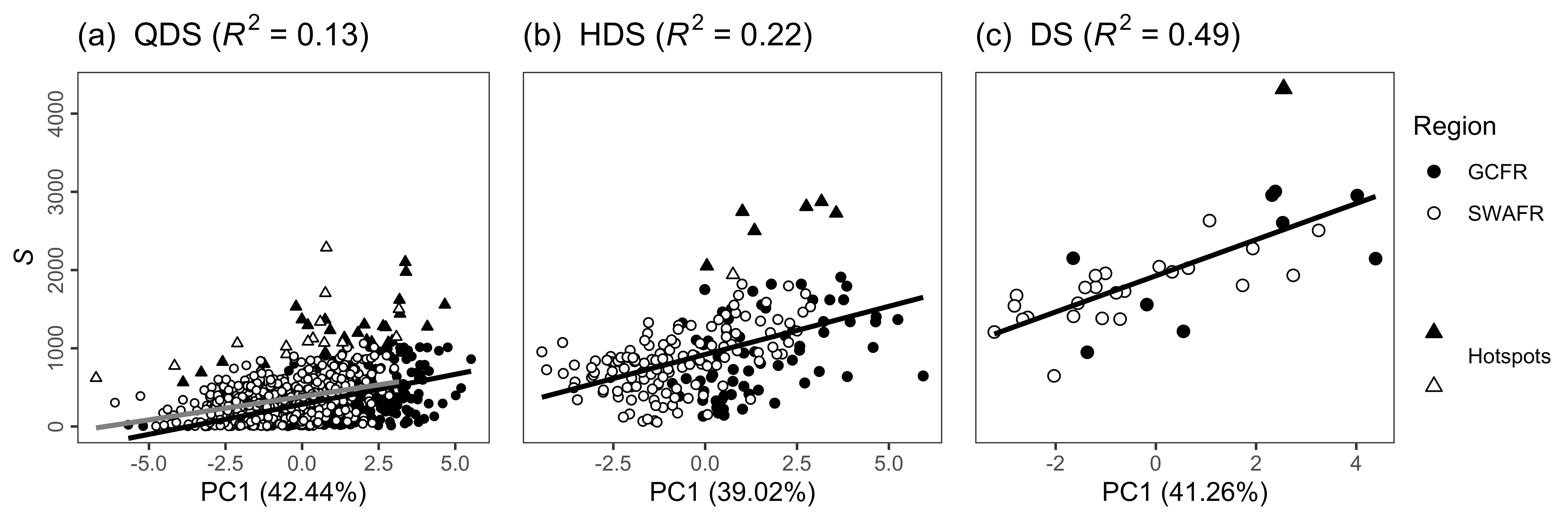 (a) QDS (R² = 0.13)
(b) HDS (R² = 0.22)
(c) DS (R² = 0.49)
S
4000
3000
2000
1000
0
-5.0 -2.5 0.0 2.5 5.0
PC1 (42.44%)
-2.5 0.0 2.5 5.0
PC1 (39.02%)
-2 0 2 4
PC1 (41.26%)
Region
GCFR
SWAFR
Hotspots